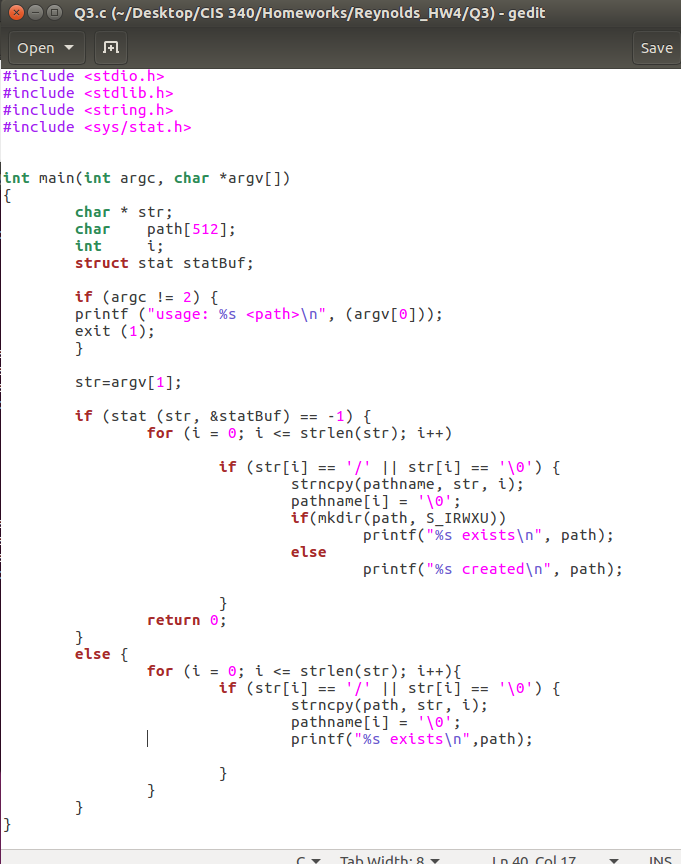 Q3.c (~/Desktop/CIS 340/Homeworks/Reynolds_HW4/Q3) - gedit
Open Save
#include <stdio.h>
#include <stdlib.h>
#include <string.h>
#include <sys/stat.h>
int main(int argc, char *argv[])
{
char * str;
char path[512];
int i;
struct stat statBuf;
if (argc != 2) {
printf ("usage: %s <path>\n", (argv[0]));
exit (1);
}
str=argv[1];
if (stat (str, &statBuf) == -1) {
for (i = 0; i <= strlen(str); i++)
if (str[i] == '/' || str[i] == '\0') {
strncpy(pathname, str, i);
pathname[i] = '\0';
if(mkdir(path, S_IRWXU))
printf("%s exists\n", path);
else
printf("%s created\n", path);
}
return 0;
}
else {
for (i = 0; i <= strlen(str); i++){
if (str[i] == '/' || str[i] == '\0') {
strncpy(path, str, i);
pathname[i] = '\0';
printf("%s exists\n",path);
}
}
}
}
C Tab Width: 8 Ln 40, Col 17 INS